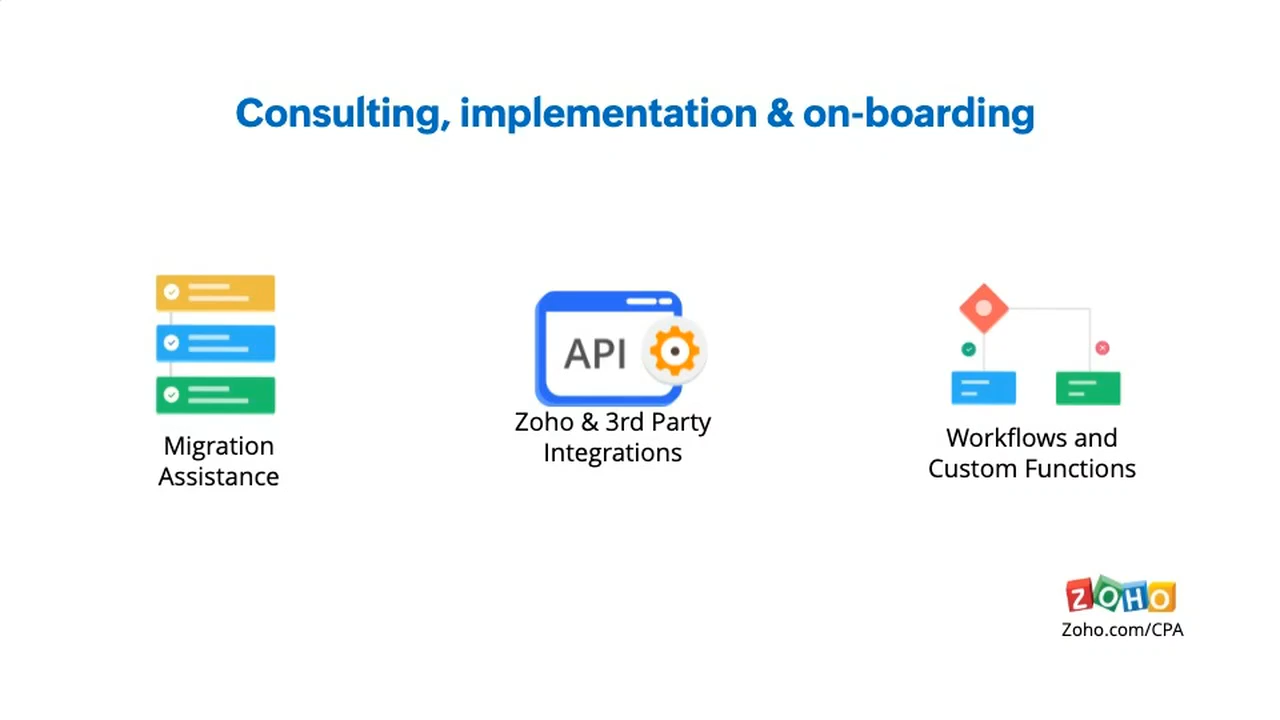 Consulting, implementation & on-boarding
Migration
Assistance
API
Zoho & 3rd Party
Integrations
Workflows and
Custom Functions
ZOHO
Zoho.com/CPA